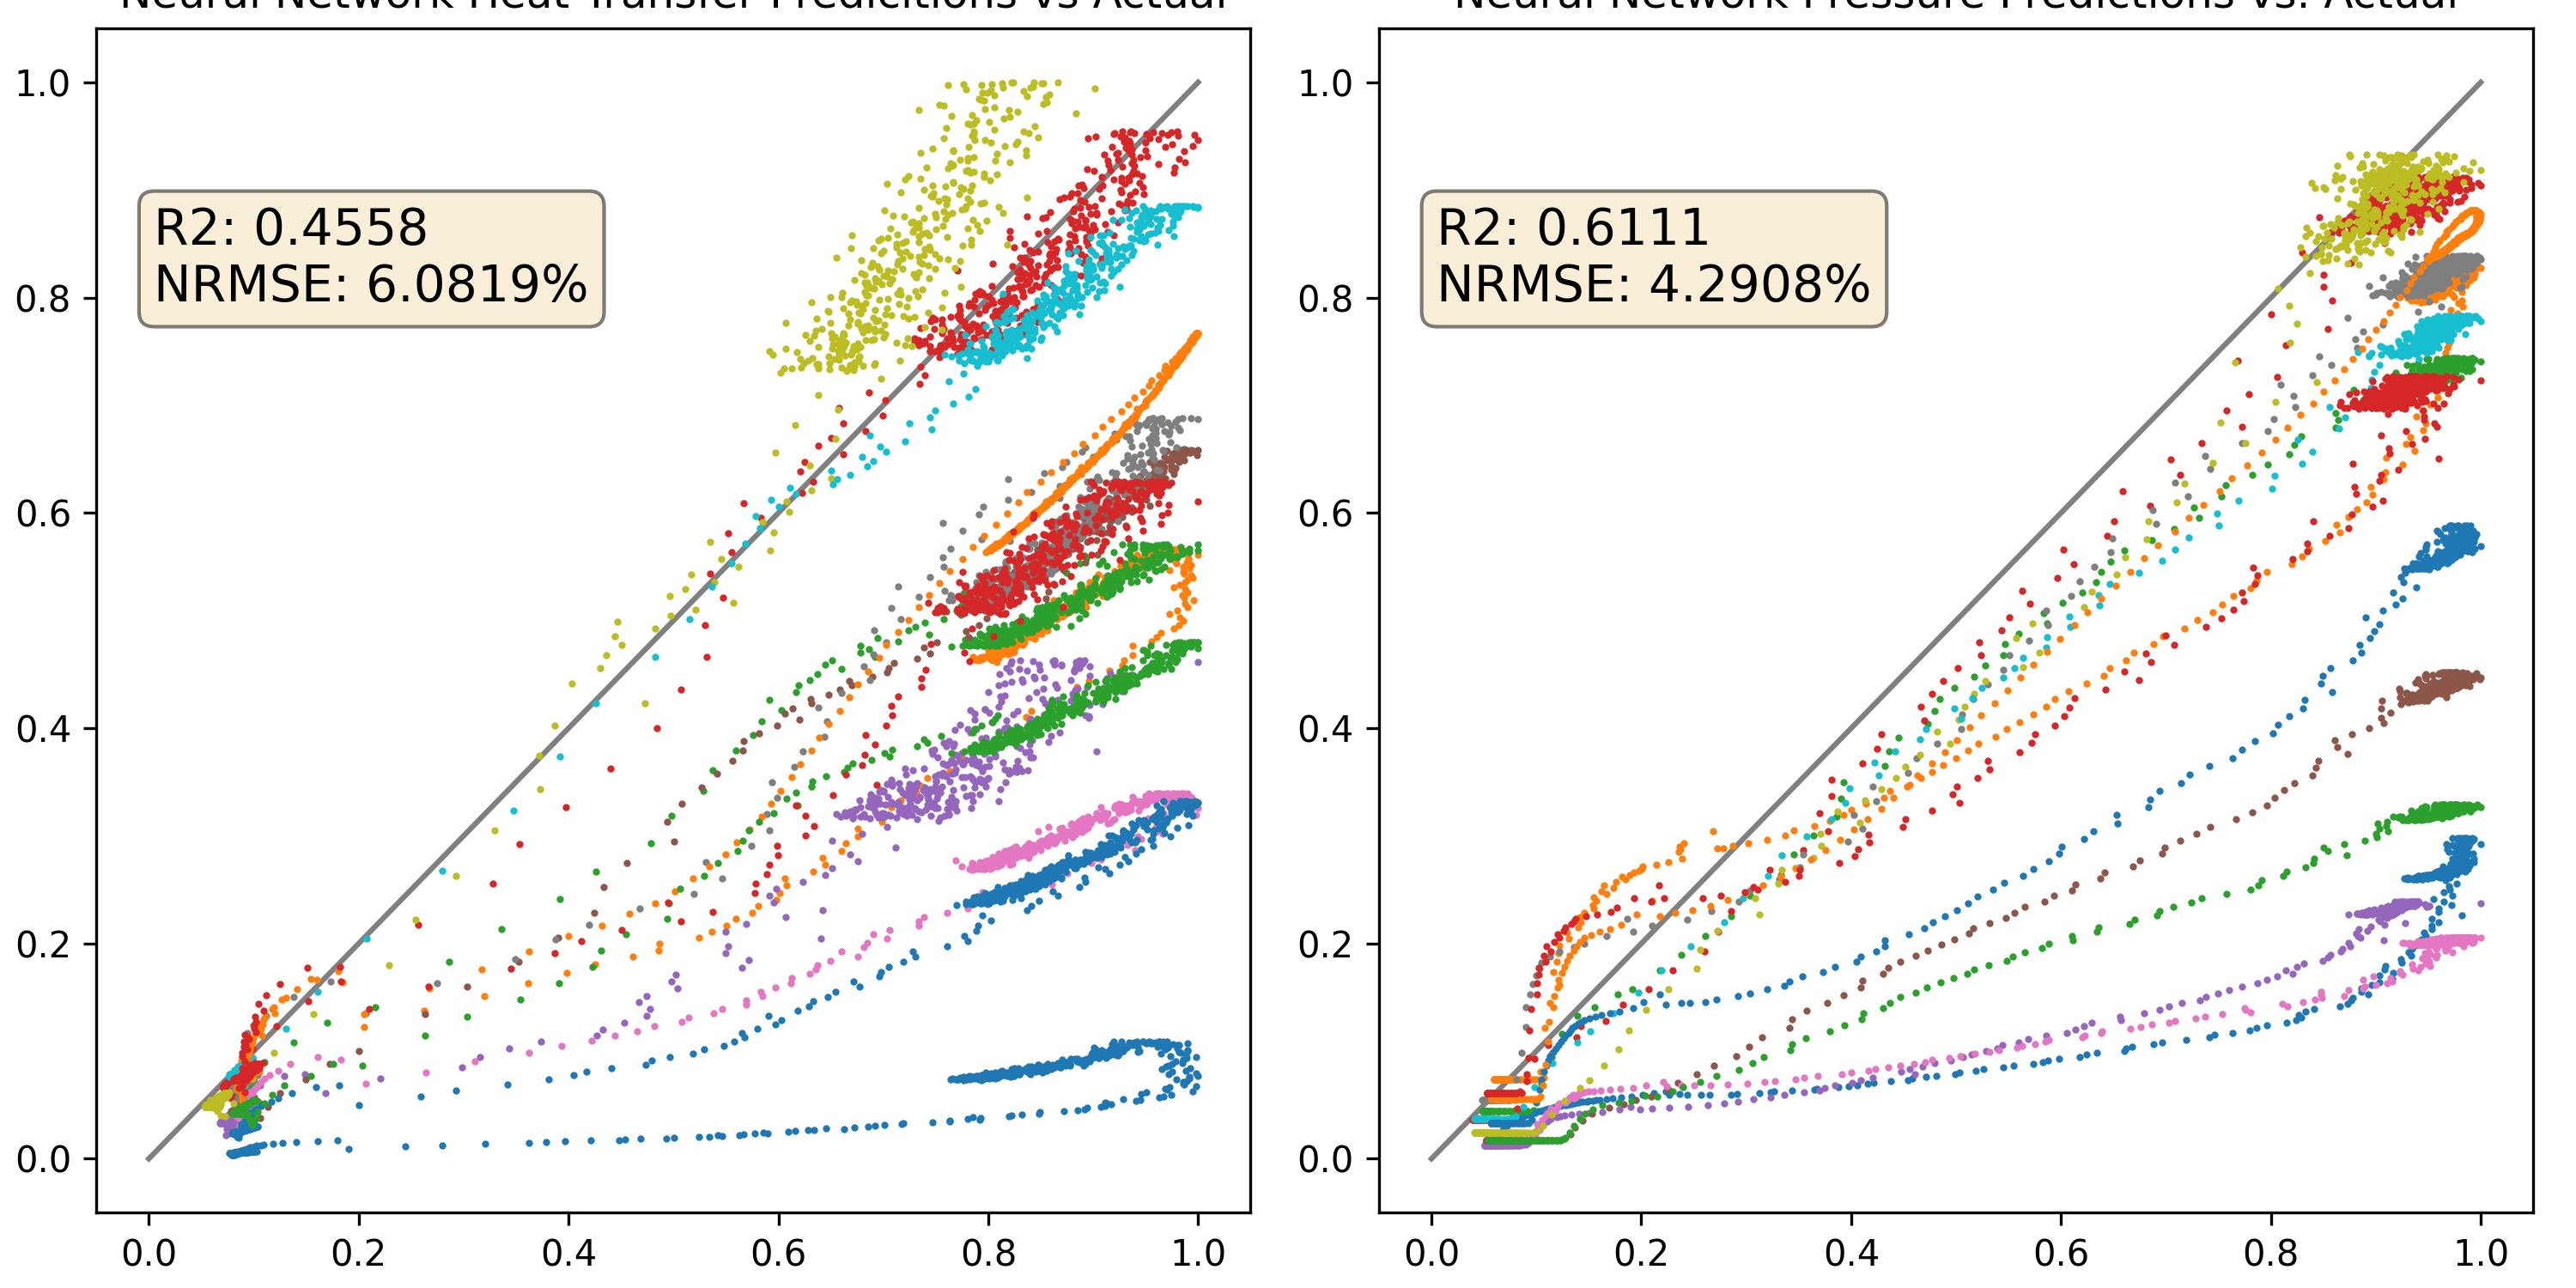 Neural Network Heat Transfer Predicitions vs Actual
Neural Network Pressure Predictions vs. Actual
1.0
0.8
0.6
0.4
0.2
0.0
R2: 0.4558
NRMSE: 6.0819%
0.0 0.2 0.4 0.6 0.8 1.0
1.0
0.8
0.6
0.4
0.2
0.0
R2: 0.6111
NRMSE: 4.2908%
0.0 0.2 0.4 0.6 0.8 1.0